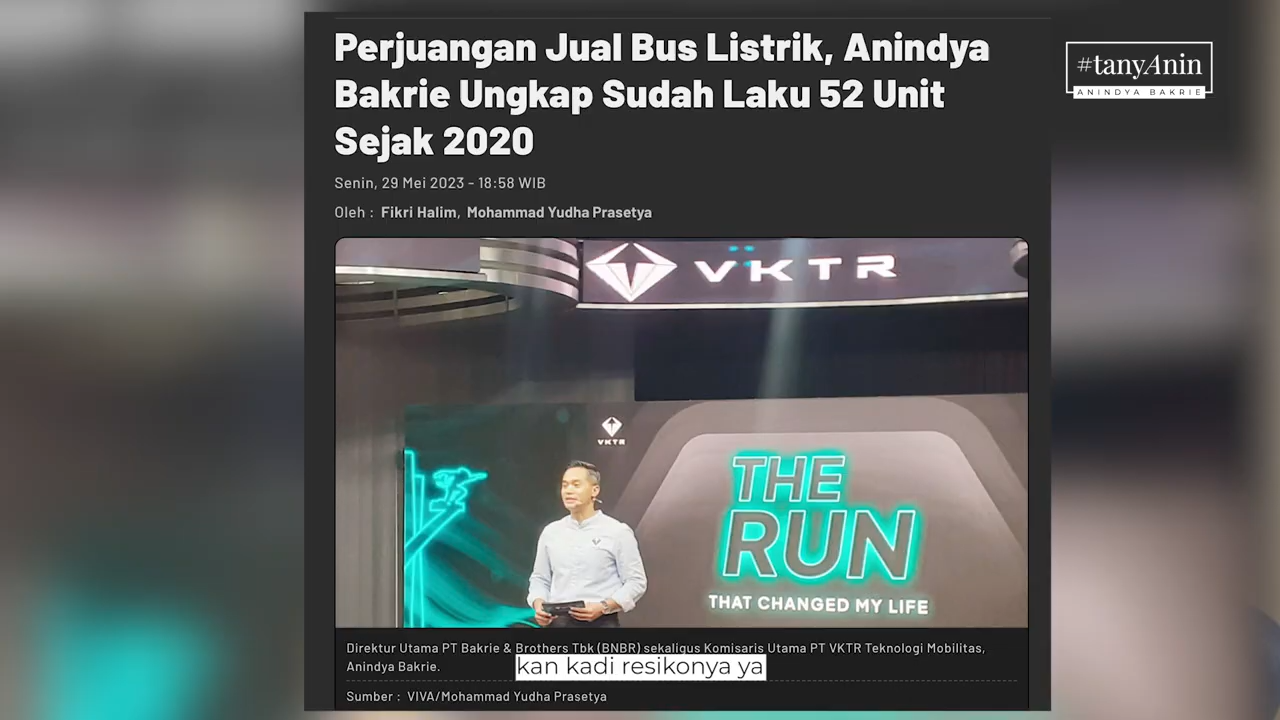 Perjuangan Jual Bus Listrik, Anindya
Bakrie Ungkap Sudah Laku 52 Unit
Sejak 2020
#tanyAnin
ANINDYA BAKRIE
Senin, 29 Mei 2023 - 18:58 WIB
Oleh : Fikri Halim, Mohammad Yudha Prasetya
VKTR
VKTR
THE
RUN
THAT CHANGED MY LIFE
Direktur Utama PT Bakrie & Brothers Tbk (BNBR) sekaligus Komisaris Utama PT VKTR Teknologi Mobilitas,
Anindya Bakrie.
kan kadi resikonya ya
Sumber : VIVA/Mohammad Yudha Prasetya